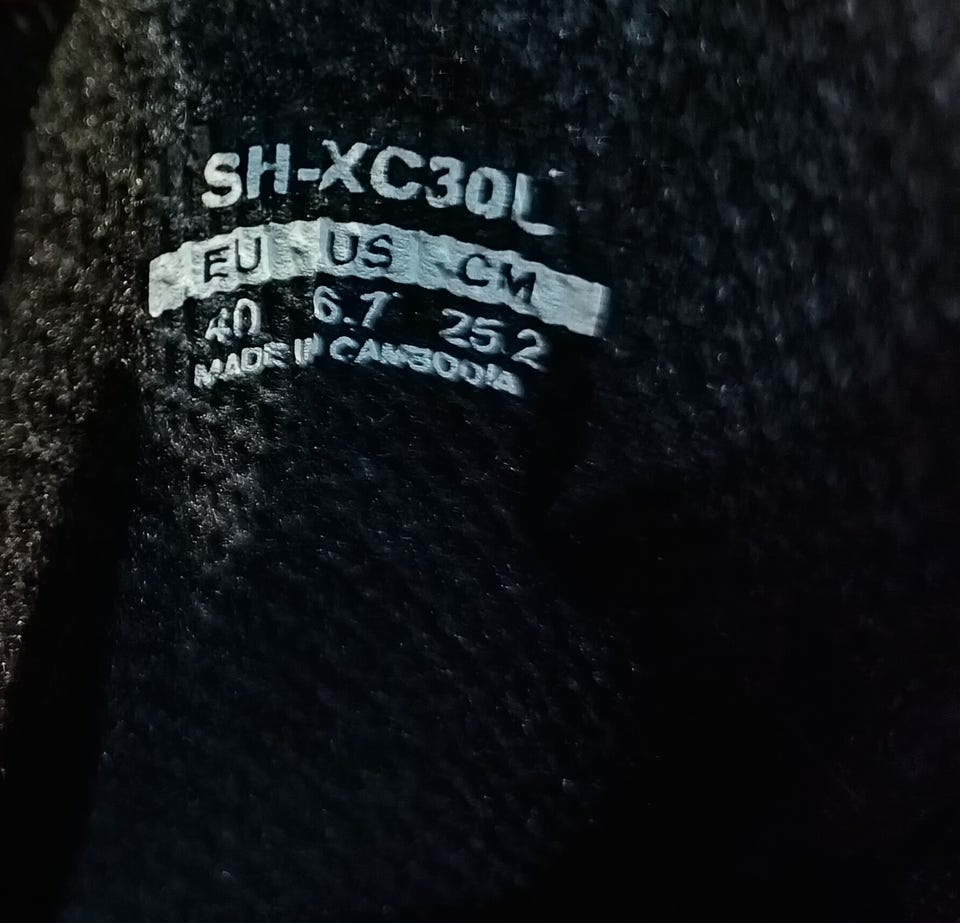 SH-XC30L
EU US CM
40 6.7 25.2
MADE IN CAMBODIA